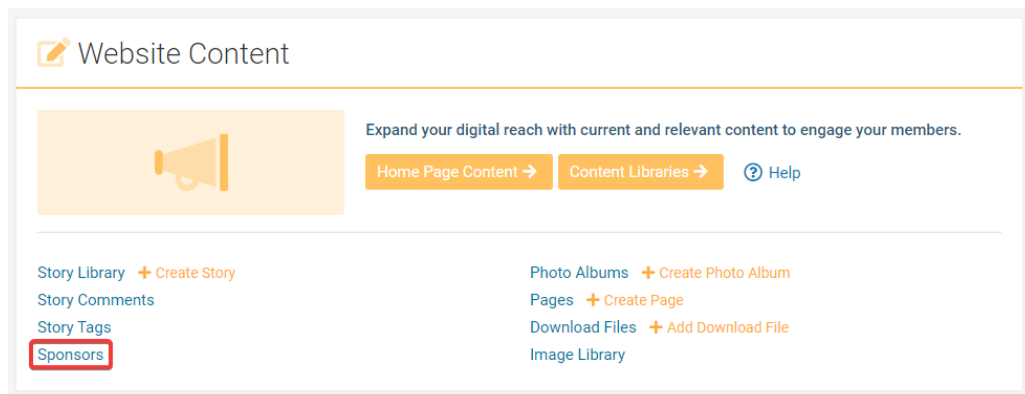 Website Content
Expand your digital reach with current and relevant content to engage your members.
Home Page Content
Content Libraries
Help
Story Library + Create Story
Story Comments
Story Tags
Sponsors
Photo Albums + Create Photo Album
Pages + Create Page
Download Files + Add Download File
Image Library